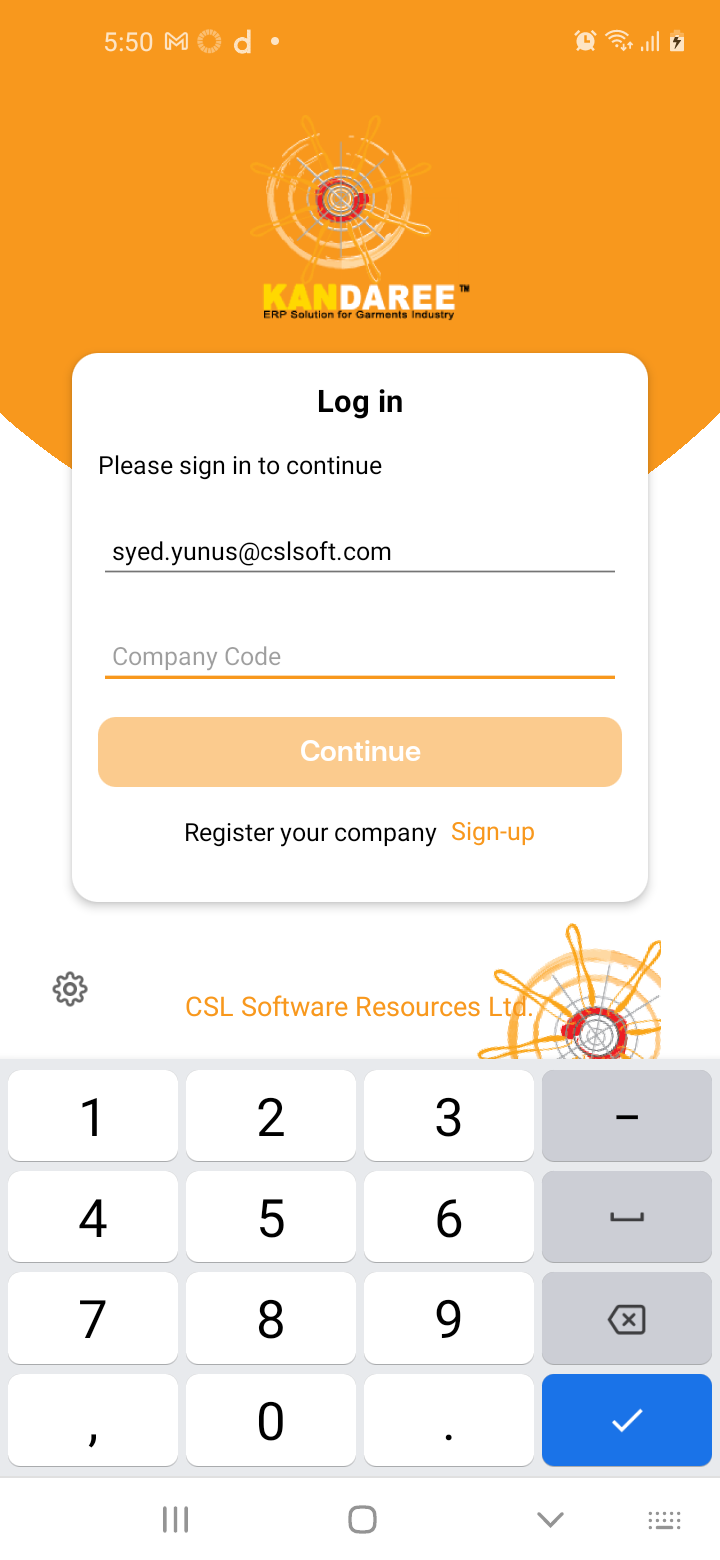 5:50
KANDAREE™
ERP Solution for Garments Industry
Log in
Please sign in to continue
syed.yunus@cslsoft.com
Company Code
Continue
Register your company Sign-up
CSL Software Resources Ltd.
1 2 3 –
4 5 6
7 8 9
, 0 .